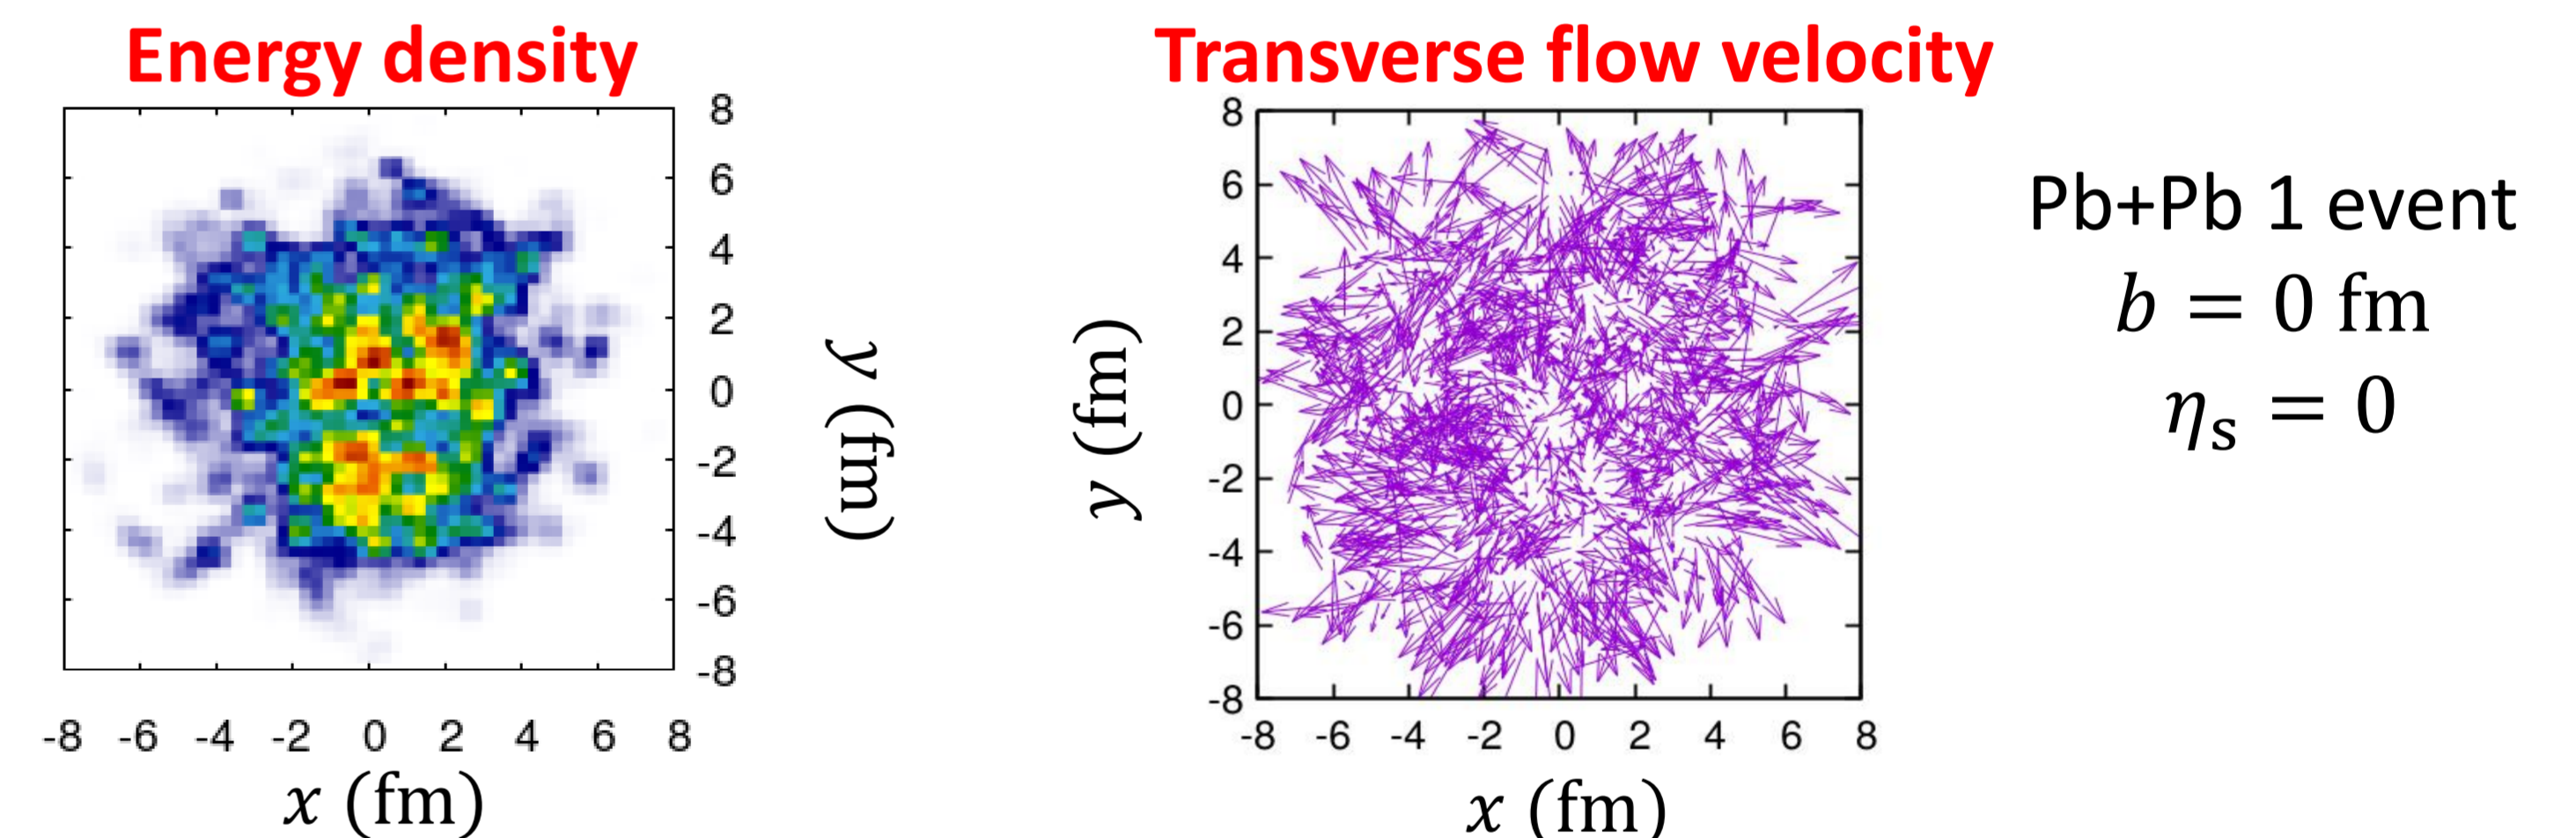 Energy density
8
6
4
2
0
-2
-4
-6
-8
y (fm)
-8 -6 -4 -2 0 2 4 6 8
x (fm)
Transverse flow velocity
y (fm)
8
6
4
2
0
-2
-4
-6
-8
-8 -6 -4 -2 0 2 4 6 8
x (fm)
Pb+Pb 1 event
b = 0 fm
ηs = 0